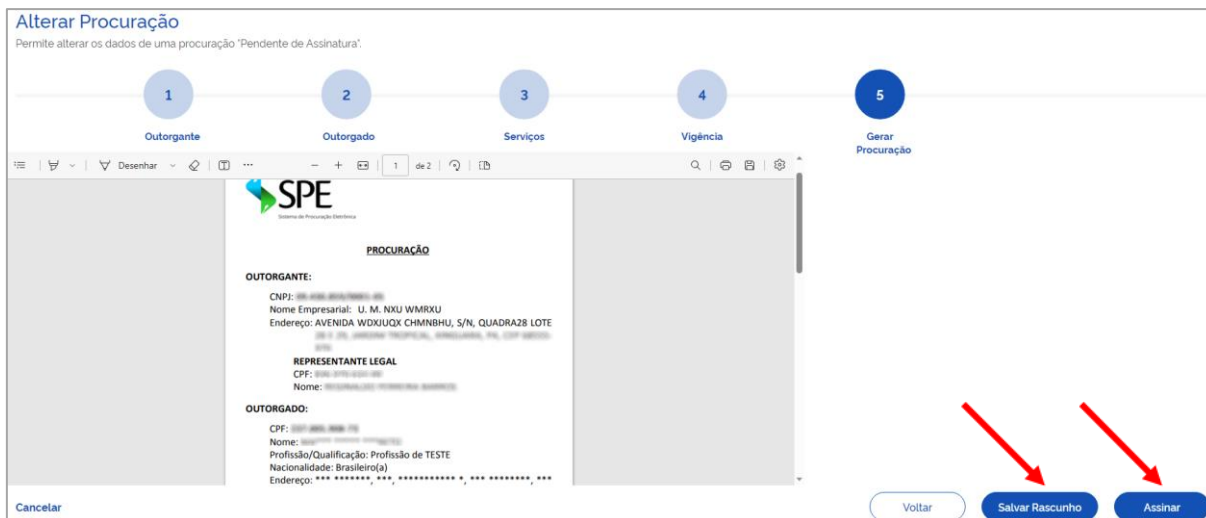 Alterar Procuração
Permite alterar os dados de uma procuração "Pendente de Assinatura".
1 2 3 4 5
Outorgante Outorgado Serviços Vigência Gerar Procuração
Desenhar 1 de 2
SPE
Sistema de Procuração Eletrônica
PROCURAÇÃO
OUTORGANTE:
CNPJ:
Nome Empresarial: U. M. NXU WMRXU
Endereço: AVENIDA WDXJUQX CHMNBHU, S/N, QUADRA28 LOTE
REPRESENTANTE LEGAL
CPF:
Nome:
OUTORGADO:
CPF:
Nome:
Profissão/Qualificação: Profissão de TESTE
Nacionalidade: Brasileiro(a)
Endereço: *** *******, ***, *********** *, *** ********, ***
Cancelar Voltar Salvar Rascunho Assinar